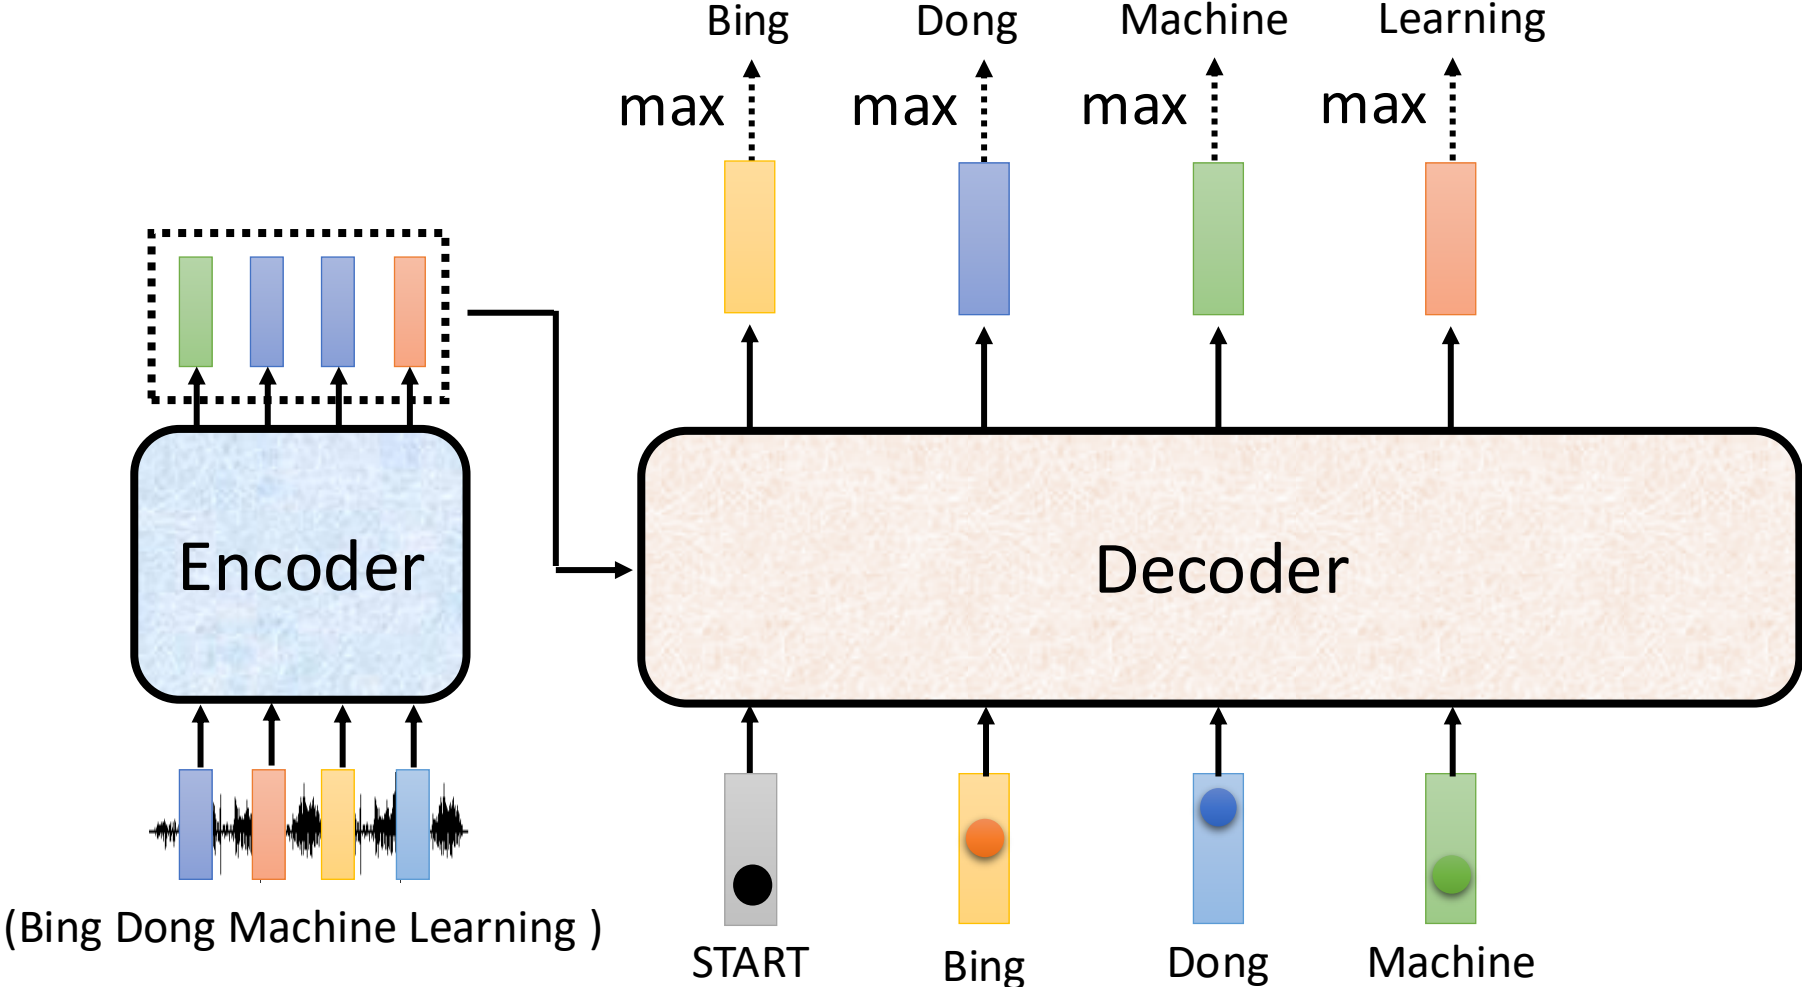 Bing Dong Machine Learning
max max max max
Encoder
Decoder
(Bing Dong Machine Learning )
START Bing Dong Machine